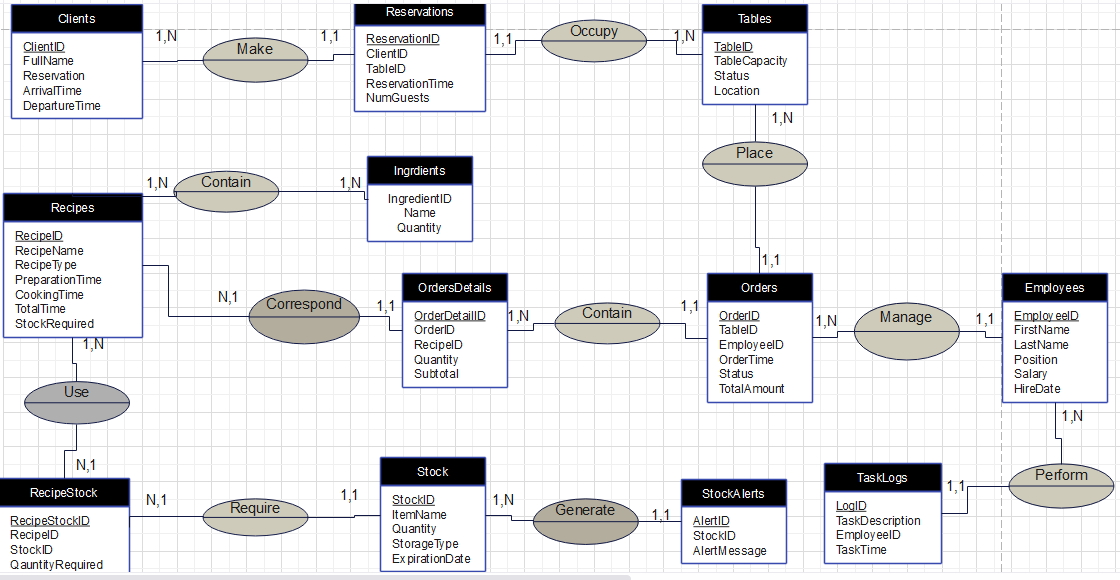 Clients
ClientID
FullName
Reservation
ArrivalTime
DepartureTime
1,N
Make
1,1
Reservations
ReservationID
ClientID
TableID
ReservationTime
NumGuests
1,1
Occupy
1,N
Tables
TableID
TableCapacity
Status
Location
1,N
Place
1,1
Recipes
RecipeID
RecipeName
RecipeType
PreparationTime
CookingTime
TotalTime
StockRequired
1,N
Contain
1,N
Ingrdients
IngredientID
Name
Quantity
N,1
Correspond
1,1
OrdersDetails
OrderDetailID
OrderID
RecipeID
Quantity
Subtotal
1,N
Contain
1,1
Orders
OrderID
TableID
EmployeeID
OrderTime
Status
TotalAmount
1,N
Manage
1,1
Employees
EmployeeID
FirstName
LastName
Position
Salary
HireDate
1,N
Use
N,1
RecipeStock
RecipeStockID
RecipeID
StockID
QauntityRequired
N,1
Require
1,1
Stock
StockID
ItemName
Quantity
StorageType
ExpirationDate
1,N
Generate
1,1
StockAlerts
AlertID
StockID
AlertMessage
TaskLogs
LogID
TaskDescription
EmployeeID
TaskTime
1,1
Perform
1,N